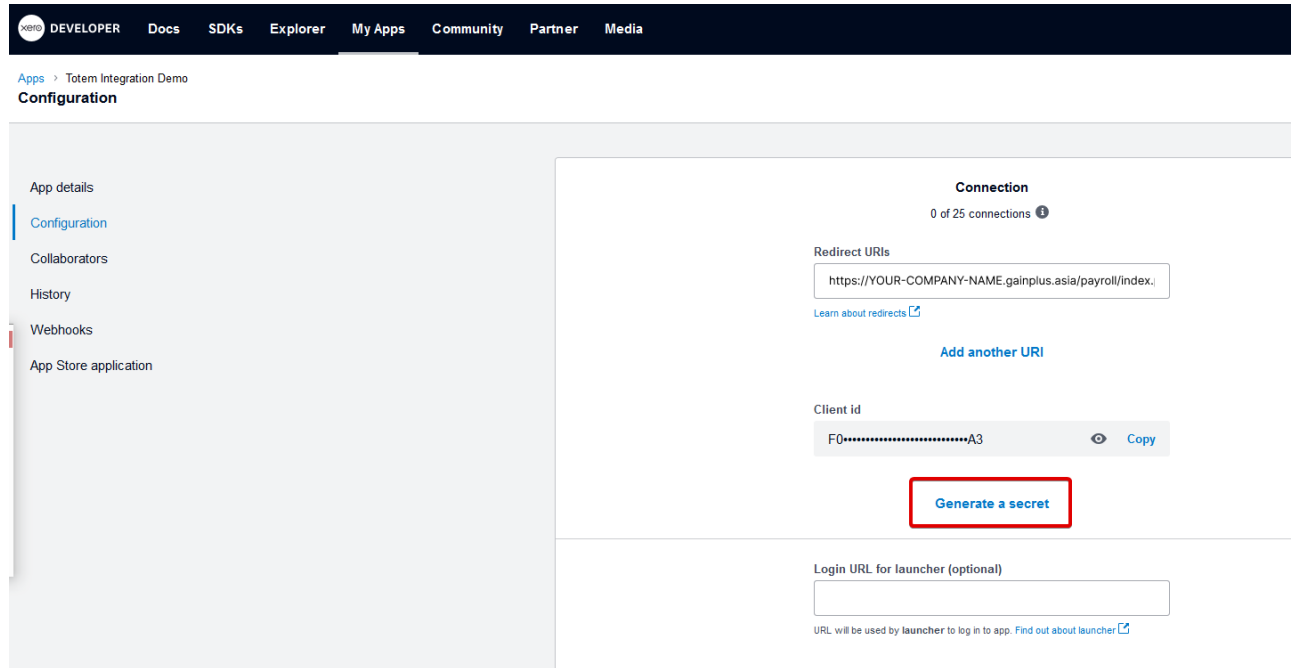 xero DEVELOPER Docs SDKs Explorer My Apps Community Partner Media
Apps > Totem Integration Demo
Configuration
App details
Configuration
Collaborators
History
Webhooks
App Store application
Connection
0 of 25 connections
Redirect URIs
https://YOUR-COMPANY-NAME.gainplus.asia/payroll/index.
Learn about redirects
Add another URI
Client id
F0••••••••••••••••••••••••••••A3 Copy
Generate a secret
Login URL for launcher (optional)
URL will be used by launcher to log in to app. Find out about launcher